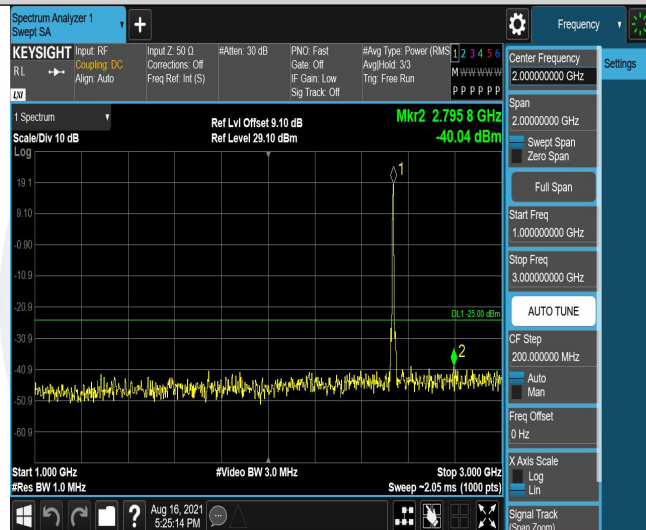 Spectrum Analyzer 1
Swept SA
Frequency
KEYSIGHT
Input: RF
Coupling: DC
Align: Auto
Input Z: 50 Ω
Corrections: Off
Freq Ref: Int (S)
#Atten: 30 dB
PNO: Fast
Gate: Off
IF Gain: Low
Sig Track: Off
#Avg Type: Power (RMS
Avg|Hold: 3/3
Trig: Free Run
1 2 3 4 5 6
M W W W W W
P P P P P P
RL
LXI
Center Frequency
2.000000000 GHz
Settings
Span
2.00000000 GHz
Swept Span
Zero Span
Full Span
Start Freq
1.000000000 GHz
Stop Freq
3.000000000 GHz
AUTO TUNE
CF Step
200.000000 MHz
Auto
Man
Freq Offset
0 Hz
X Axis Scale
Log
Lin
Signal Track
(Span Zoom)
1 Spectrum
Scale/Div 10 dB
Log
Ref Lvl Offset 9.10 dB
Ref Level 29.10 dBm
Mkr2 2.795 8 GHz
-40.04 dBm
1
19.1
9.10
-0.90
-10.9
-20.9
DL1 -25.00 dBm
-30.9
2
-40.9
-50.9
-60.9
Start 1.000 GHz
#Video BW 3.0 MHz
Stop 3.000 GHz
#Res BW 1.0 MHz
Sweep ~2.05 ms (1000 pts)
?
Aug 16, 2021
5:25:14 PM